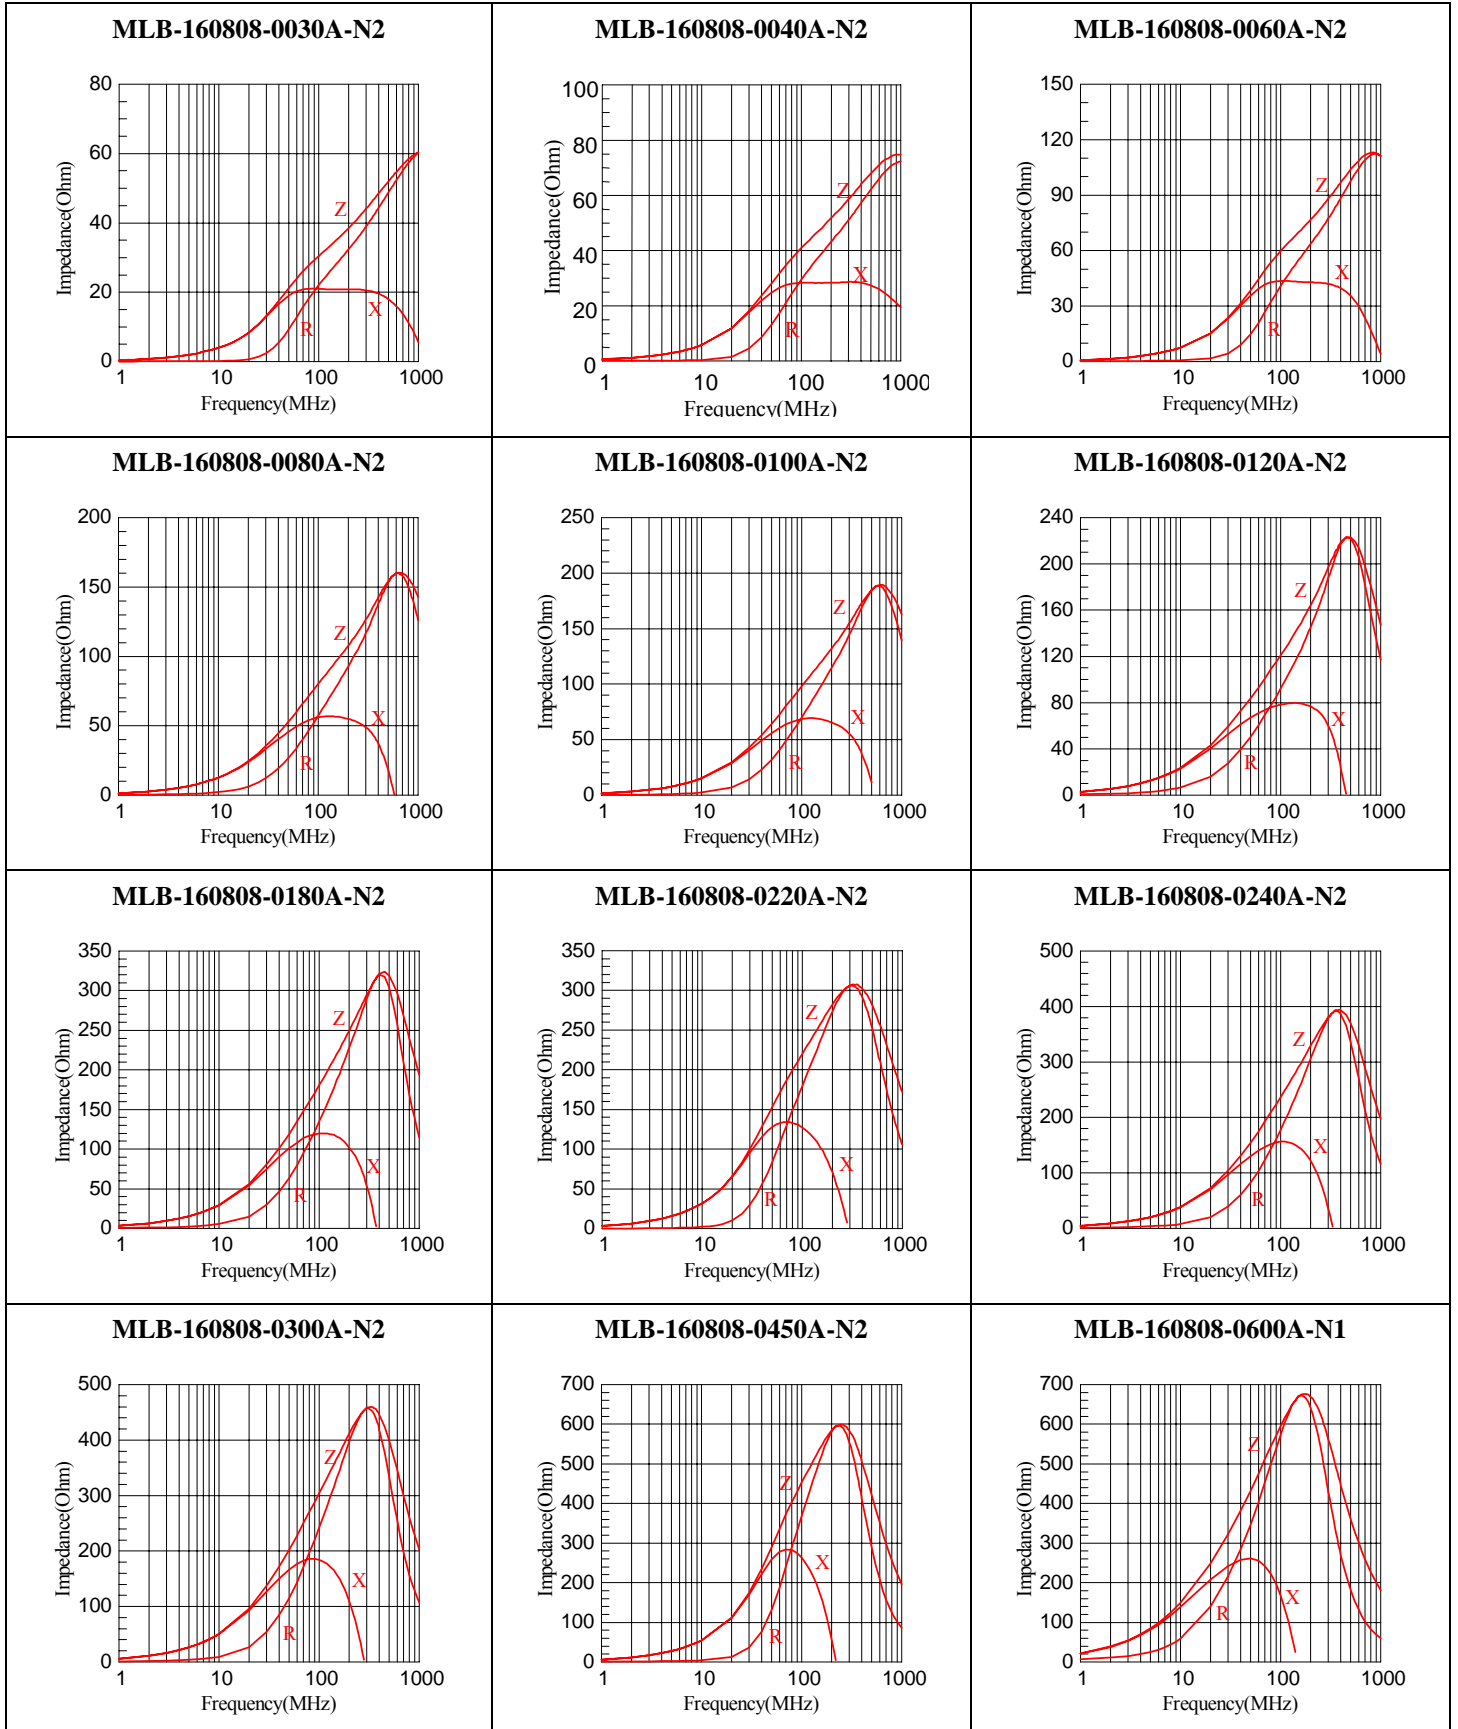 MLB-160808-0030A-N2
80
60
40
20
0
1 10 100 1000
Impedance(Ohm)
Frequency(MHz)
Z
X
R
MLB-160808-0040A-N2
100
80
60
40
20
0
1 10 100 1000
Impedance(Ohm)
Frequency(MHz)
Z
X
R
MLB-160808-0060A-N2
150
120
90
60
30
0
1 10 100 1000
Impedance(Ohm)
Frequency(MHz)
Z
X
R
MLB-160808-0080A-N2
200
150
100
50
0
1 10 100 1000
Impedance(Ohm)
Frequency(MHz)
Z
X
R
MLB-160808-0100A-N2
250
200
150
100
50
0
1 10 100 1000
Impedance(Ohm)
Frequency(MHz)
Z
X
R
MLB-160808-0120A-N2
240
200
160
120
80
40
0
1 10 100 1000
Impedance(Ohm)
Frequency(MHz)
Z
X
R
MLB-160808-0180A-N2
350
300
250
200
150
100
50
0
1 10 100 1000
Impedance(Ohm)
Frequency(MHz)
Z
X
R
MLB-160808-0220A-N2
350
300
250
200
150
100
50
0
1 10 100 1000
Impedance(Ohm)
Frequency(MHz)
Z
X
R
MLB-160808-0240A-N2
500
400
300
200
100
0
1 10 100 1000
Impedance(Ohm)
Frequency(MHz)
Z
X
R
MLB-160808-0300A-N2
500
400
300
200
100
0
1 10 100 1000
Impedance(Ohm)
Frequency(MHz)
Z
X
R
MLB-160808-0450A-N2
700
600
500
400
300
200
100
0
1 10 100 1000
Impedance(Ohm)
Frequency(MHz)
Z
X
R
MLB-160808-0600A-N1
700
600
500
400
300
200
100
0
1 10 100 1000
Impedance(Ohm)
Frequency(MHz)
Z
X
R